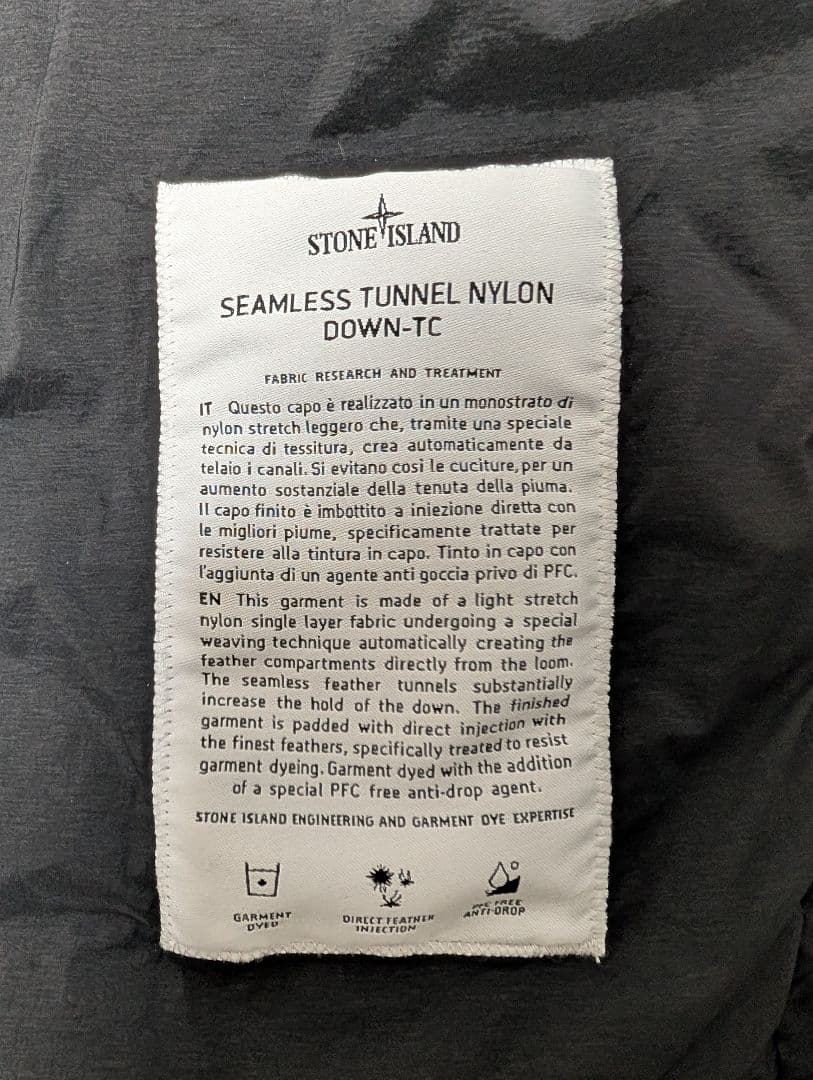 STONE ISLAND
SEAMLESS TUNNEL NYLON
DOWN-TC
FABRIC RESEARCH AND TREATMENT
IT Questo capo è realizzato in un monostrato di
nylon stretch leggero che, tramite una speciale
tecnica di tessitura, crea automaticamente da
telaio i canali. Si evitano così le cuciture, per un
aumento sostanziale della tenuta della piuma.
Il capo finito è imbottito a iniezione diretta con
le migliori piume, specificamente trattate per
resistere alla tintura in capo. Tinto in capo con
l'aggiunta di un agente anti goccia privo di PFC.
EN This garment is made of a light stretch
nylon single layer fabric undergoing a special
weaving technique automatically creating the
feather compartments directly from the loom.
The seamless feather tunnels substantially
increase the hold of the down. The finished
garment is padded with direct injection with
the finest feathers, specifically treated to resist
garment dyeing. Garment dyed with the addition
of a special PFC free anti-drop agent.
STONE ISLAND ENGINEERING AND GARMENT DYE EXPERTISE
GARMENT
DYED
DIRECT FEATHER
INJECTION
PFC FREE
ANTI-DROP